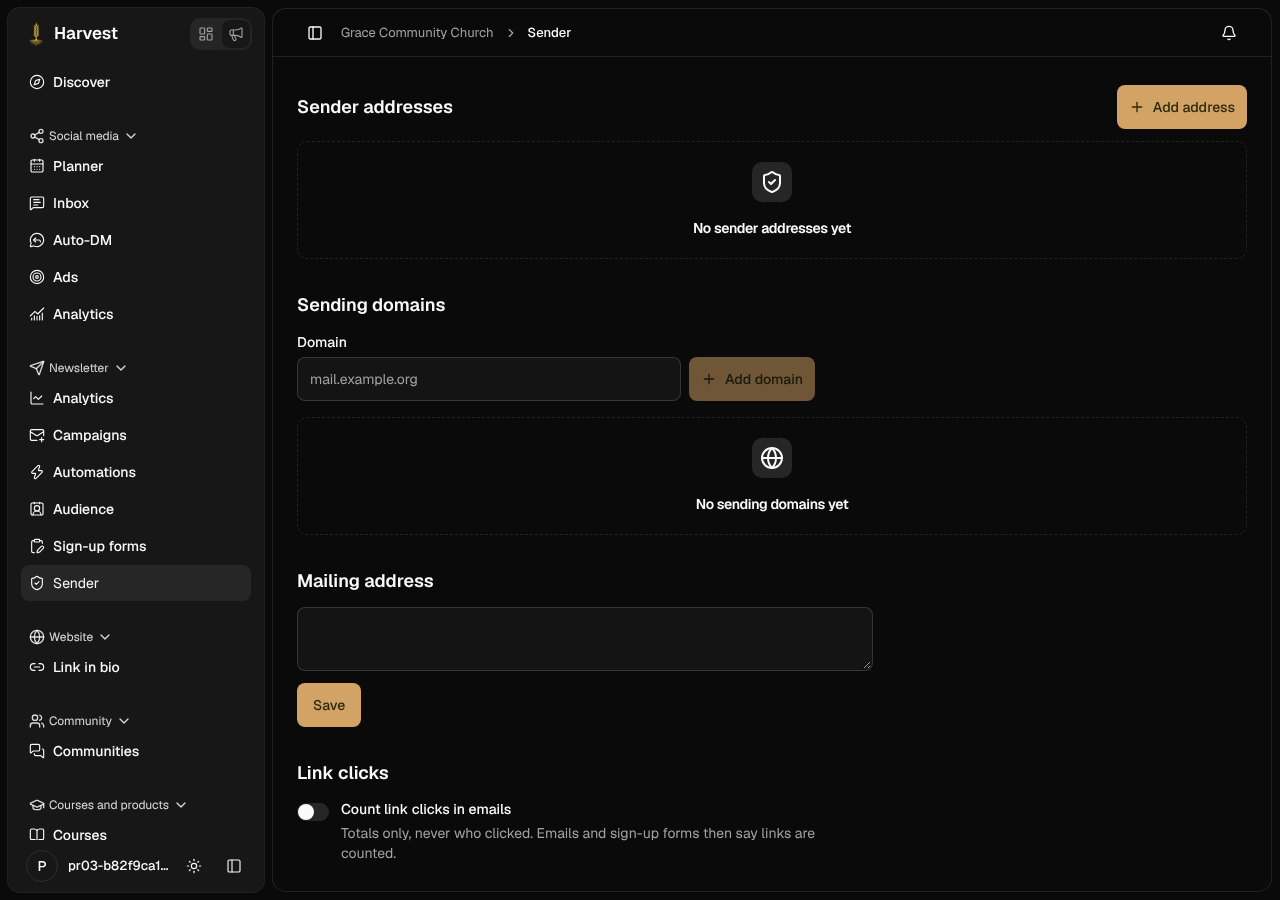 Harvest
Discover
Social media
Planner
Inbox
Auto-DM
Ads
Analytics
Newsletter
Analytics
Campaigns
Automations
Audience
Sign-up forms
Sender
Website
Link in bio
Community
Communities
Courses and products
Courses
P
pr03-b82f9ca1...
Grace Community Church
Sender
Sender addresses
Add address
No sender addresses yet
Sending domains
Domain
mail.example.org
Add domain
No sending domains yet
Mailing address
Save
Link clicks
Count link clicks in emails
Totals only, never who clicked. Emails and sign-up forms then say links are
counted.